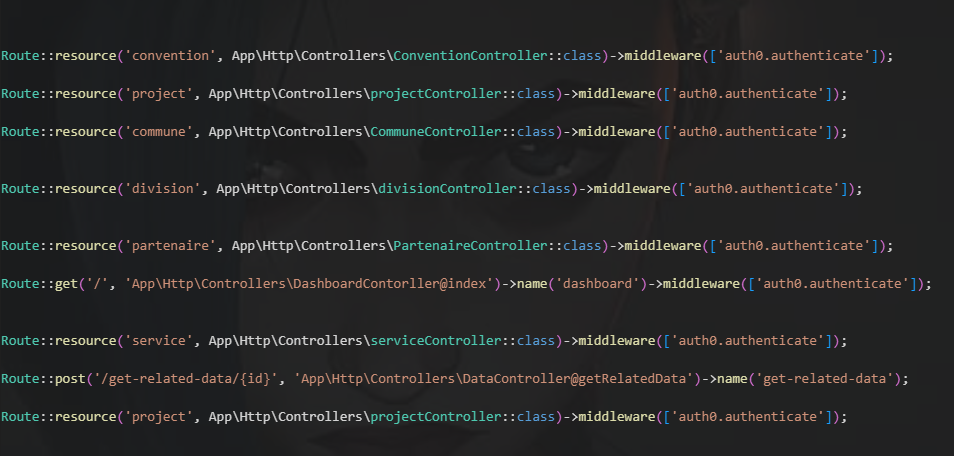 Route::resource('convention', App\Http\Controllers\ConventionController::class)->middleware(['auth0.authenticate']);
Route::resource('project', App\Http\Controllers\projectController::class)->middleware(['auth0.authenticate']);
Route::resource('commune', App\Http\Controllers\CommuneController::class)->middleware(['auth0.authenticate']);
Route::resource('division', App\Http\Controllers\divisionController::class)->middleware(['auth0.authenticate']);
Route::resource('partenaire', App\Http\Controllers\PartenaireController::class)->middleware(['auth0.authenticate']);
Route::get('/', 'App\Http\Controllers\DashboardContorller@index')->name('dashboard')->middleware(['auth0.authenticate']);
Route::resource('service', App\Http\Controllers\serviceController::class)->middleware(['auth0.authenticate']);
Route::post('/get-related-data/{id}', 'App\Http\Controllers\DataController@getRelatedData')->name('get-related-data');
Route::resource('project', App\Http\Controllers\projectController::class)->middleware(['auth0.authenticate']);